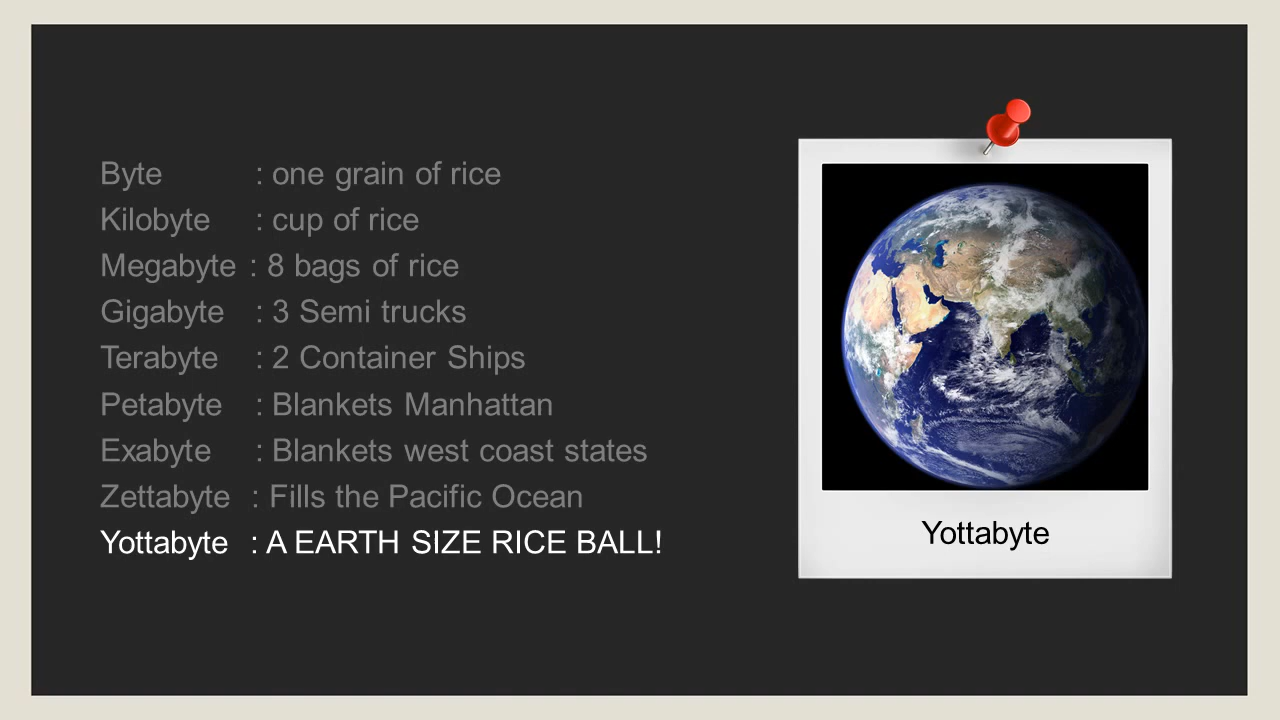 Byte : one grain of rice
Kilobyte : cup of rice
Megabyte : 8 bags of rice
Gigabyte : 3 Semi trucks
Terabyte : 2 Container Ships
Petabyte : Blankets Manhattan
Exabyte : Blankets west coast states
Zettabyte : Fills the Pacific Ocean
Yottabyte : A EARTH SIZE RICE BALL!
Yottabyte